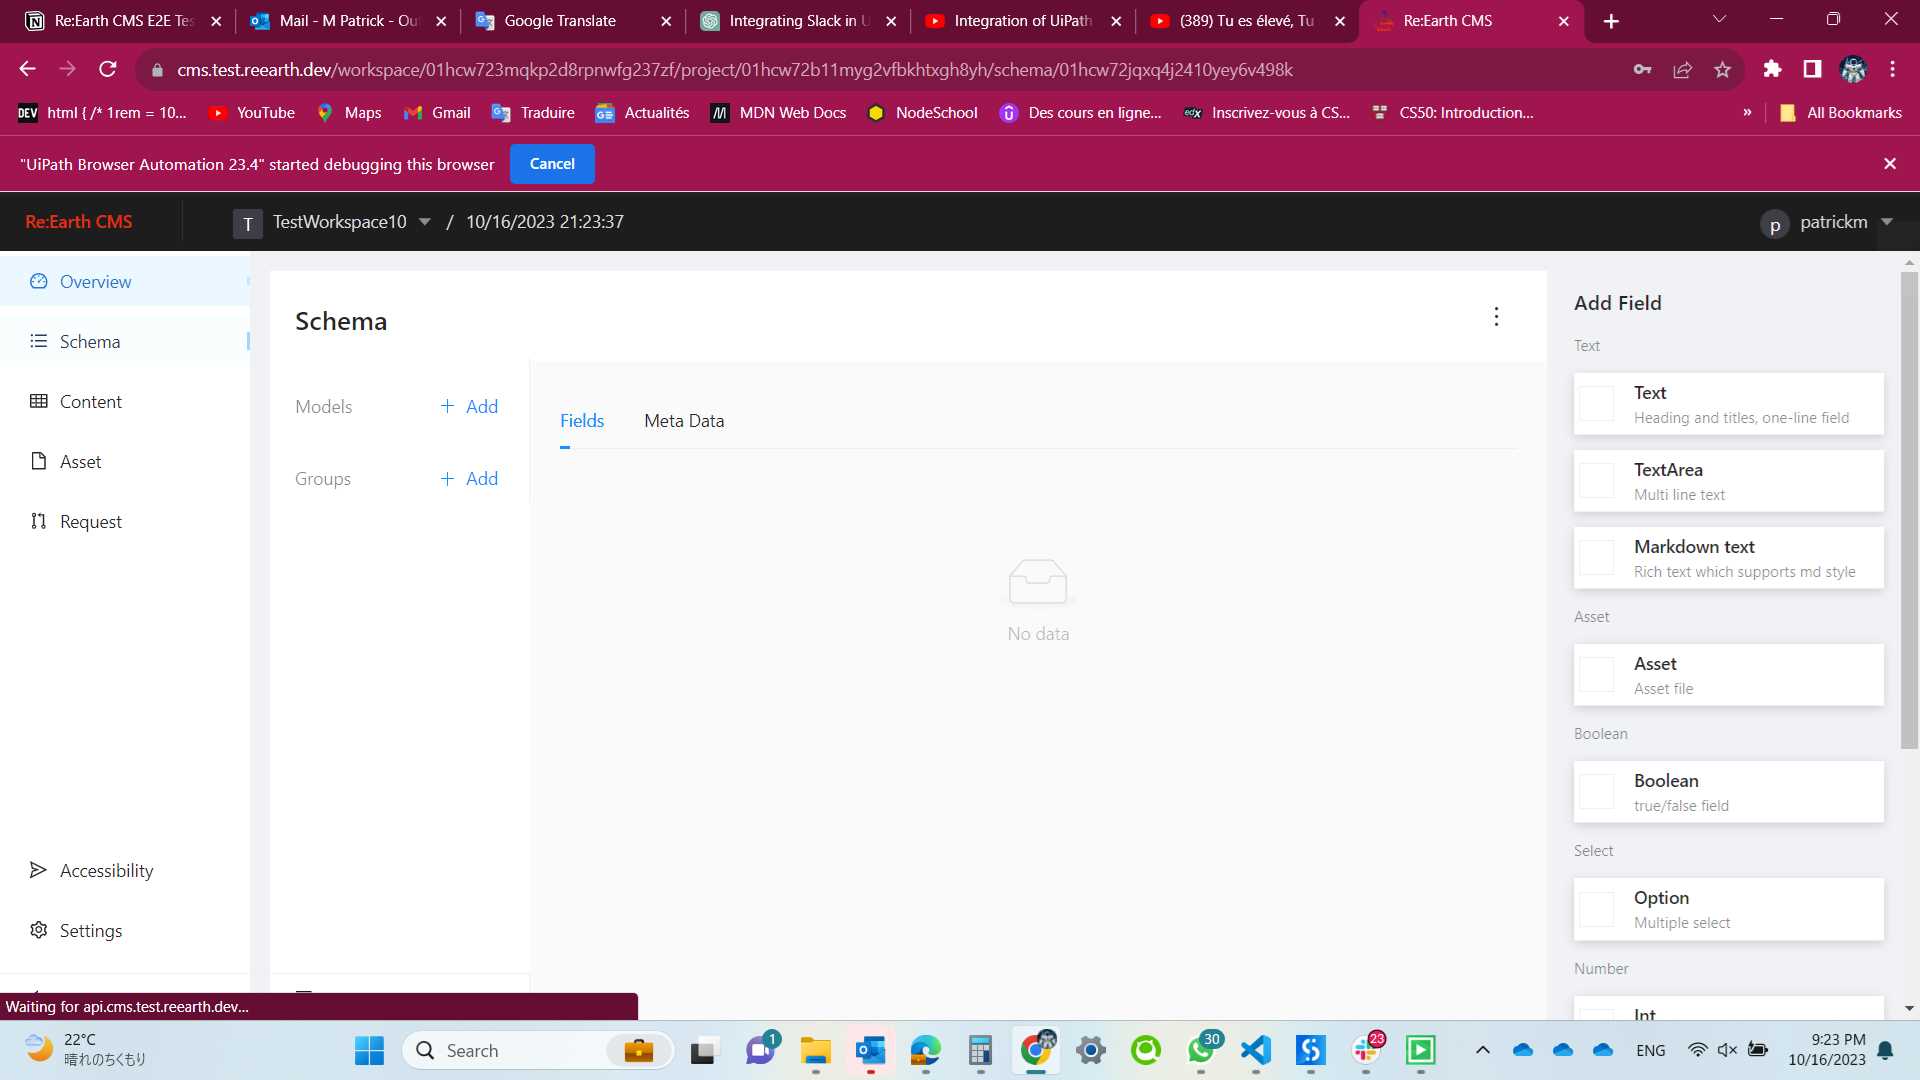 Re:Earth CMS E2E Tes
Mail - M Patrick - Ou
Google Translate
Integrating Slack in U
Integration of UiPath
(389) Tu es élevé, Tu
Re:Earth CMS
cms.test.reearth.dev/workspace/01hcw723mqkp2d8rpnwfg237zf/project/01hcw72b11myg2vfbkhtxgh8yh/schema/01hcw72jqxq4j2410yey6v498k
DEV html { /* 1rem = 10...
YouTube
Maps
Gmail
Traduire
Actualités
MDN Web Docs
NodeSchool
Des cours en ligne...
edX Inscrivez-vous à CS...
CS50: Introduction...
»
All Bookmarks
"UiPath Browser Automation 23.4" started debugging this browser
Cancel
Re:Earth CMS
T TestWorkspace10 / 10/16/2023 21:23:37
p patrickm
Overview
Schema
Content
Asset
Request
Accessibility
Settings
Schema
Models
+ Add
Groups
+ Add
Fields
Meta Data
No data
Add Field
Text
Text
Heading and titles, one-line field
TextArea
Multi line text
Markdown text
Rich text which supports md style
Asset
Asset
Asset file
Boolean
Boolean
true/false field
Select
Option
Multiple select
Number
Int
Waiting for api.cms.test.reearth.dev...
22°C
晴れのちくもり
Search
1
30
23
ENG
9:23 PM
10/16/2023